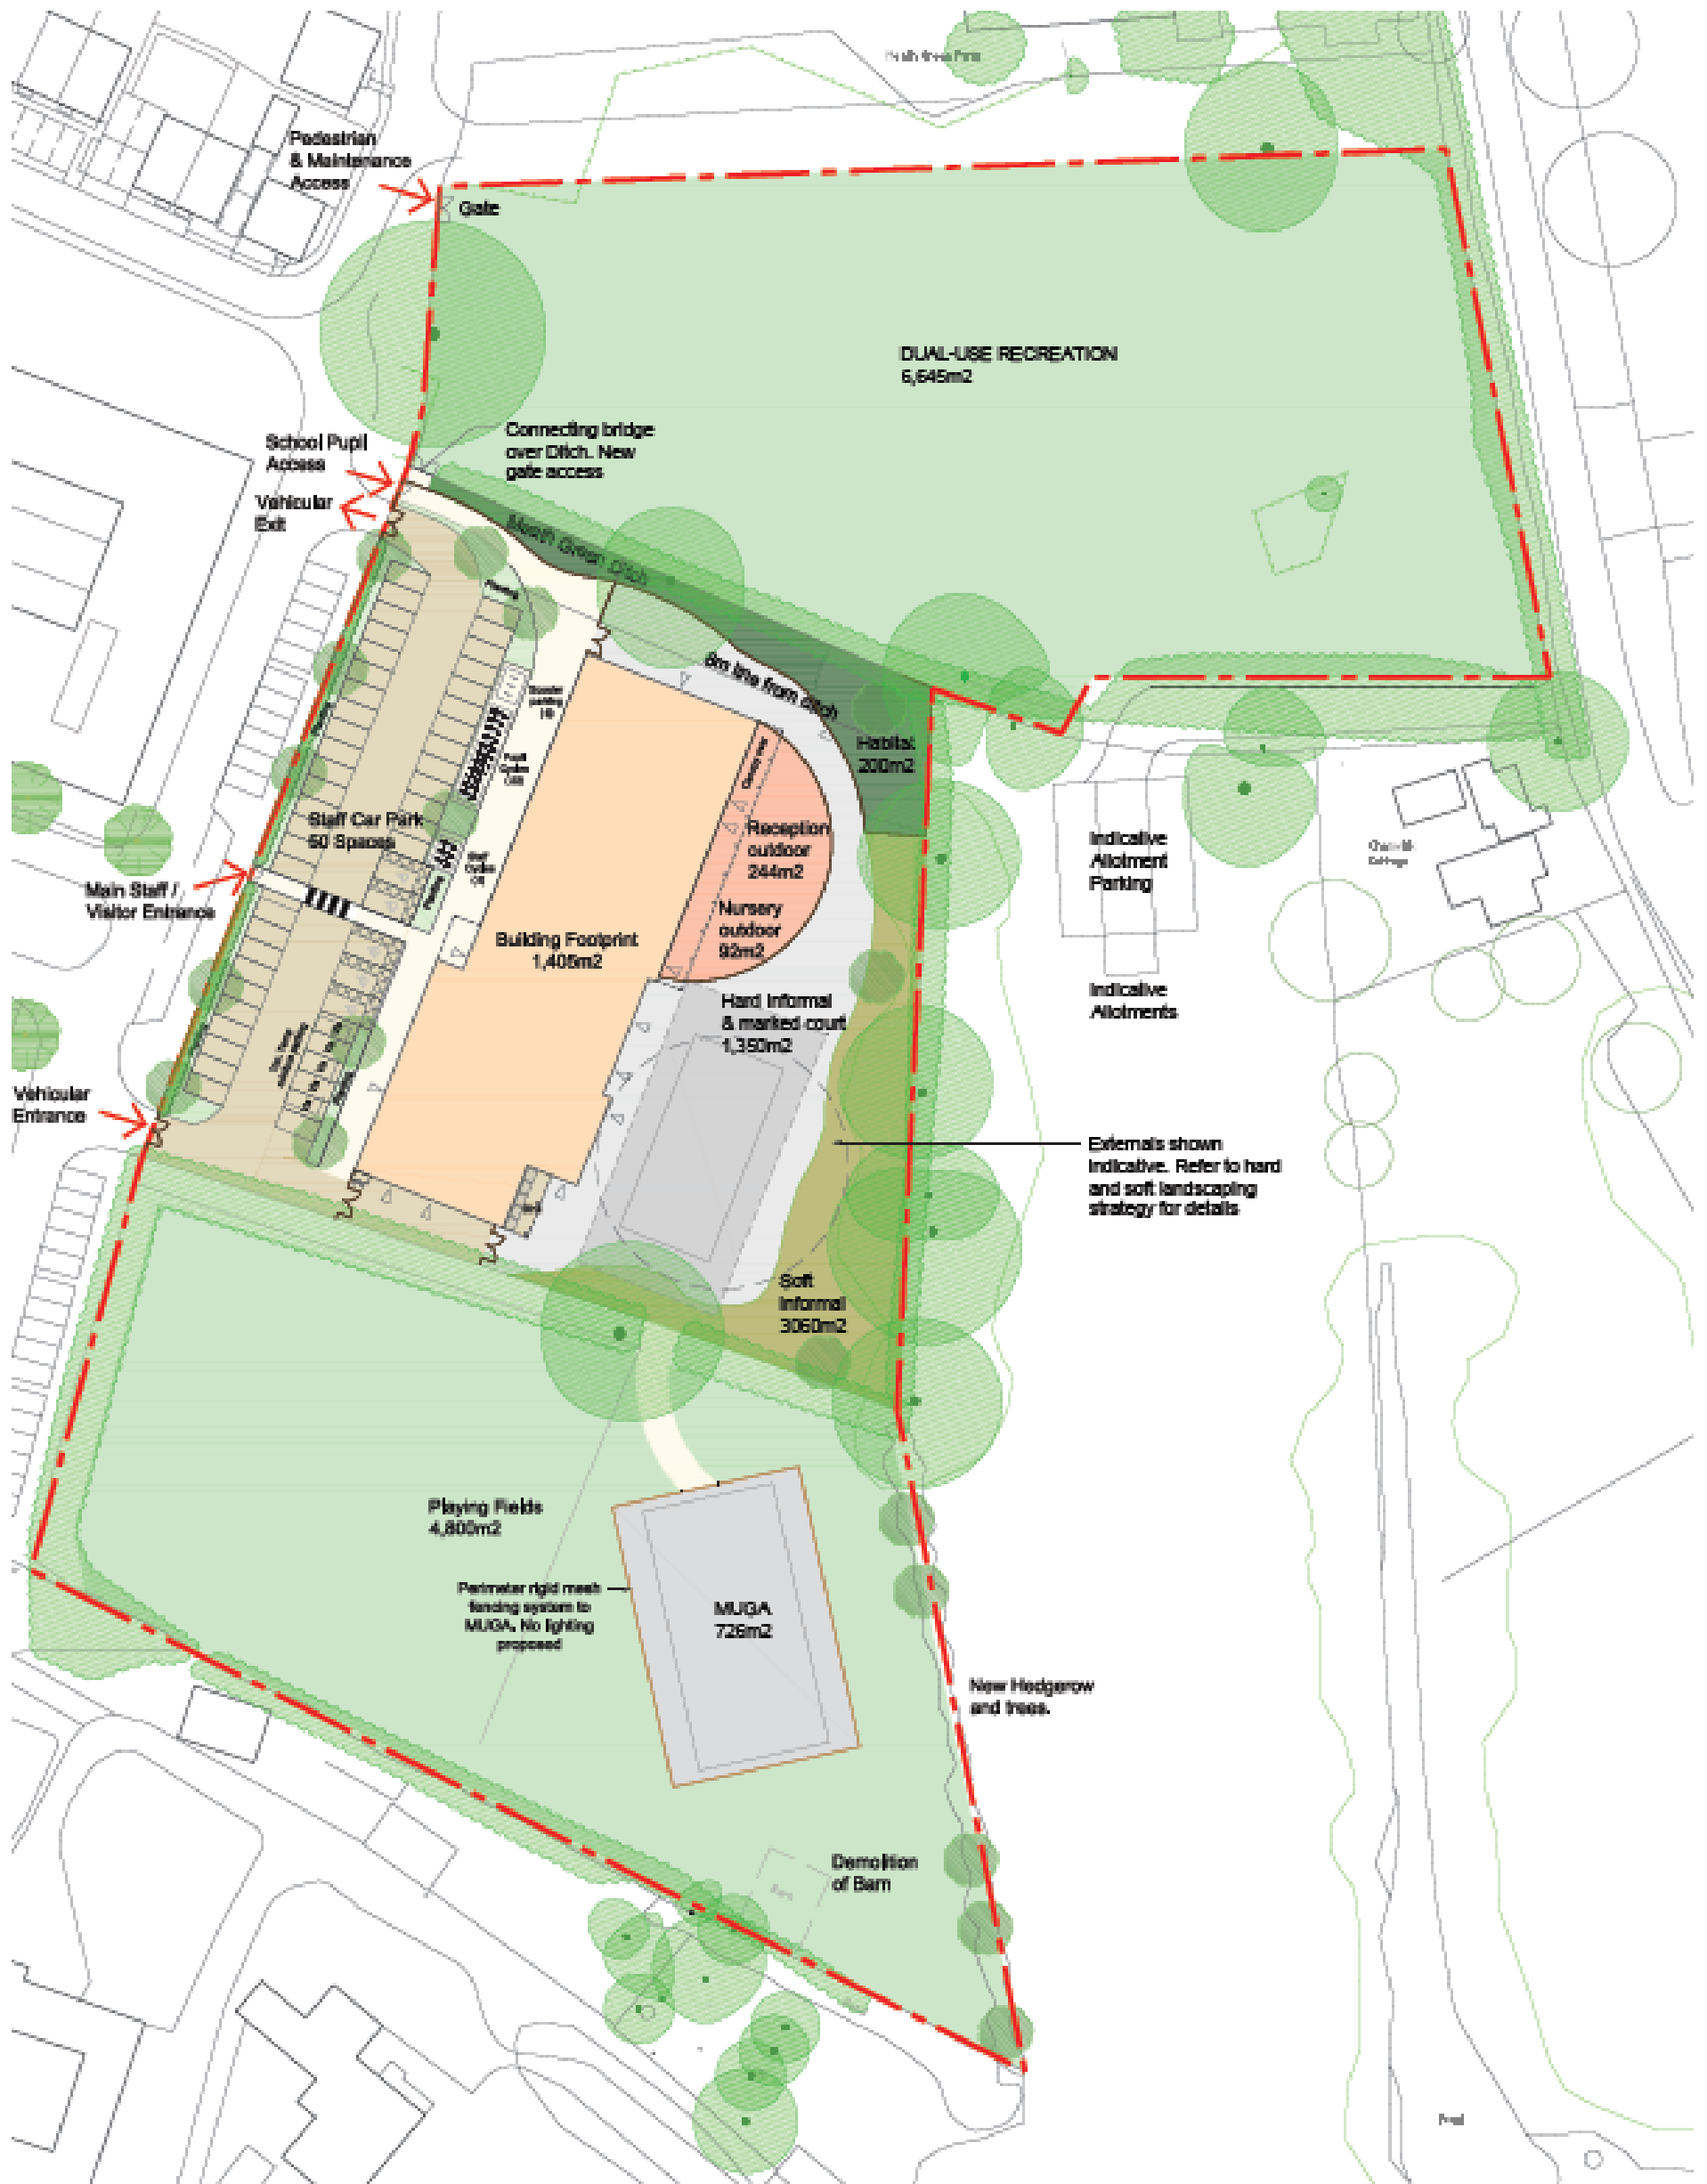 Pedestrian
& Maintenance
Access
Gate
DUAL-USE RECREATION
6,645m2
School Pupil
Access
Vehicular
Exit
Connecting bridge
over Ditch. New
gate access
Meath Green Ditch
Planting
8m line from ditch
Habitat
200m2
Staff Car Park
60 Spaces
Main Staff /
Visitor Entrance
Reception
outdoor
244m2
Nursery
outdoor
92m2
Building Footprint
1,405m2
Hard Informal
& marked court
1,350m2
Indicative
Allotment
Parking
Indicative
Allotments
Vehicular
Entrance
Externals shown
indicative. Refer to hard
and soft landscaping
strategy for details
Soft
Informal
3060m2
Playing Fields
4,800m2
Perimeter rigid mesh
fencing system to
MUGA. No lighting
proposed
MUGA
726m2
New Hedgerow
and trees.
Demolition
of Barn
Barn
Pond